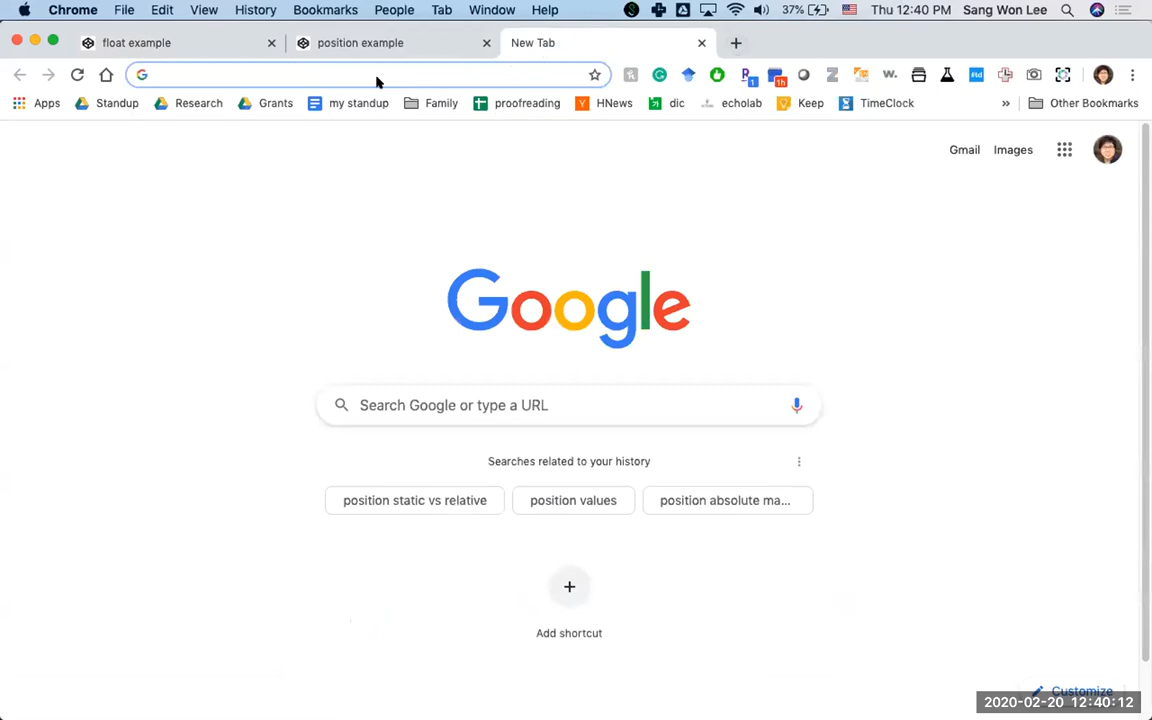 Chrome File Edit View History Bookmarks People Tab Window Help 37% Thu 12:40 PM Sang Won Lee
float example position example New Tab
Apps Standup Research Grants my standup Family proofreading HNews dic echolab Keep TimeClock » Other Bookmarks
Gmail Images
Google
Search Google or type a URL
Searches related to your history
position static vs relative position values position absolute ma...
Add shortcut
Customize
2020-02-20 12:40:12